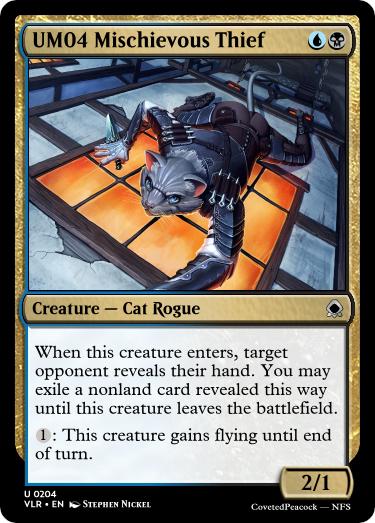 UM04 Mischievous Thief
Creature — Cat Rogue
When this creature enters, target
opponent reveals their hand. You may
exile a nonland card revealed this way
until this creature leaves the battlefield.
1: This creature gains flying until end
of turn.
2/1
U 0204
VLR • EN Stephen Nickel
CovetedPeacock — NFS